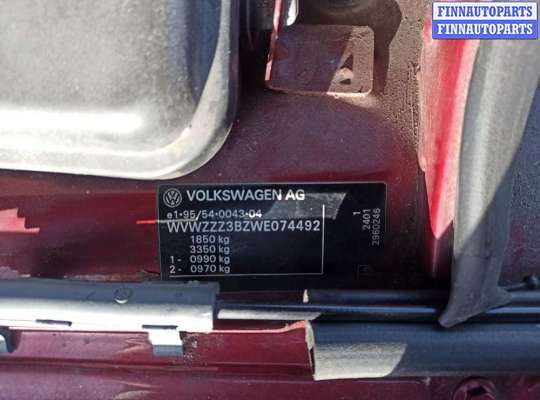 FINNAUTOPARTS
FINNAUTOPARTS
VOLKSWAGEN AG
e1*95/54*0043*04
WVWZZZ3BZWE074492
1850 kg
3350 kg
1- 0990 kg
2- 0970 kg
1
2401
2960246